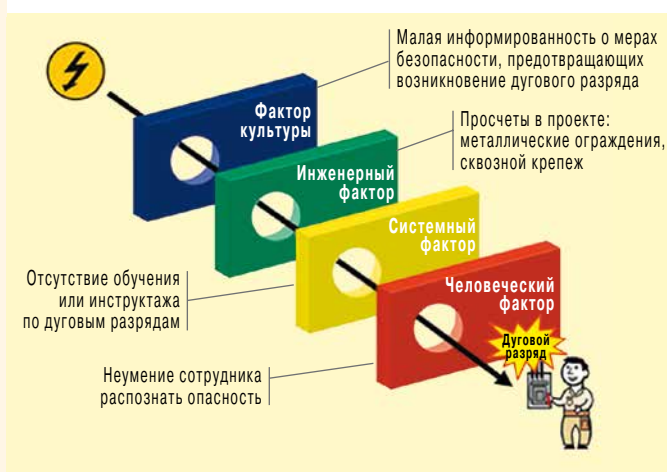 Малая информированность о мерах
безопасности, предотвращающих
возникновение дугового разряда
Фактор
культуры
Просчеты в проекте:
металлические ограждения,
сквозной крепеж
Инженерный
фактор
Системный
фактор
Отсутствие обучения
или инструктажа
по дуговым разрядам
Человеческий
фактор
Дуговой
разряд
Неумение сотрудника
распознать опасность